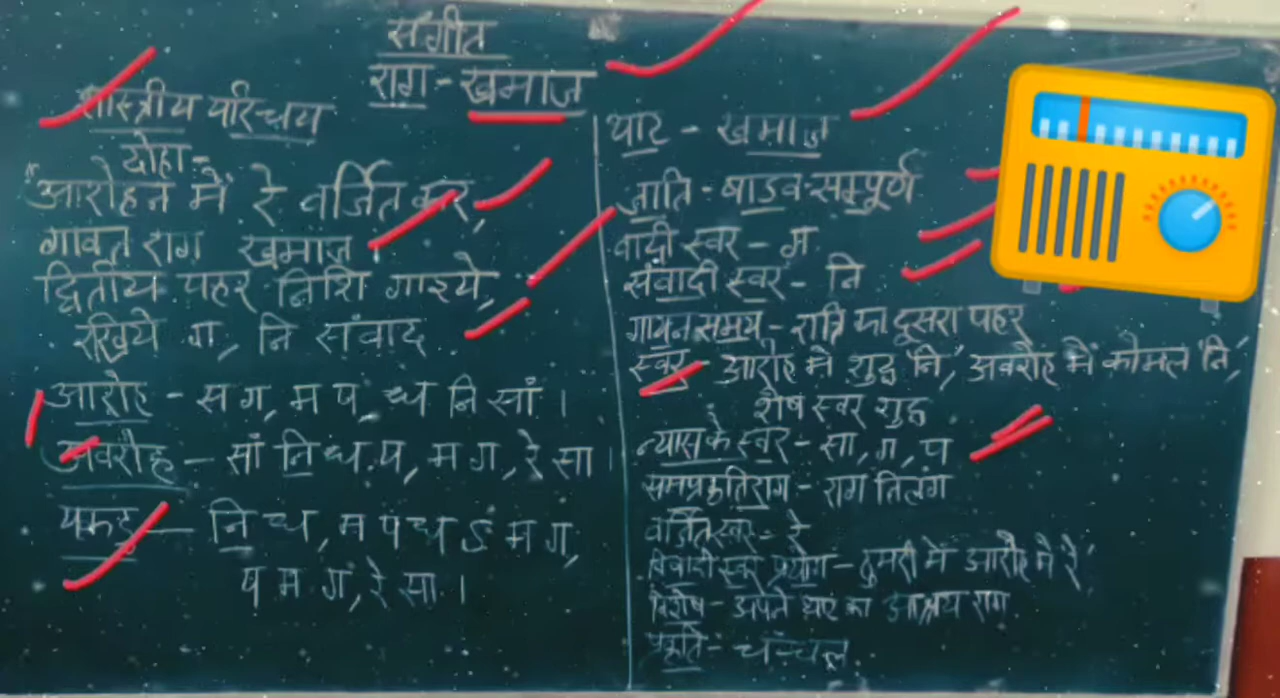 संगीत
राग - खमाज
शास्त्रीय परिचय
दोहा -
"आरोहन में रे वर्जित कर,
गावत राग खमाज
द्वितीय पहर निशि गाइये,
रखिये ग, नि संवाद
आरोह - स ग, म प, ध नि सां ।
अवरोह - सां नि॒ ध प, म ग, रे सा ।
पकड़ - नि॒ ध, म प ध ऽ म ग,
प म ग, रे सा ।
थाट - खमाज
जाति - षाडव-सम्पूर्ण
वादी स्वर - ग
संवादी स्वर - नि
गायन समय - रात्रि का दूसरा पहर
स्वर आरोह में शुद्ध 'नि', अवरोह में कोमल 'नि',
शेष स्वर शुद्ध
न्यास के स्वर - सा, ग, प
समप्रकृति राग - राग तिलंग
वर्जित स्वर - रे
विवादी स्वर प्रयोग - ठुमरी में आरोह में 'रे'
विशेष - अपने थाट का आश्रय राग
प्रकृति - चंचल